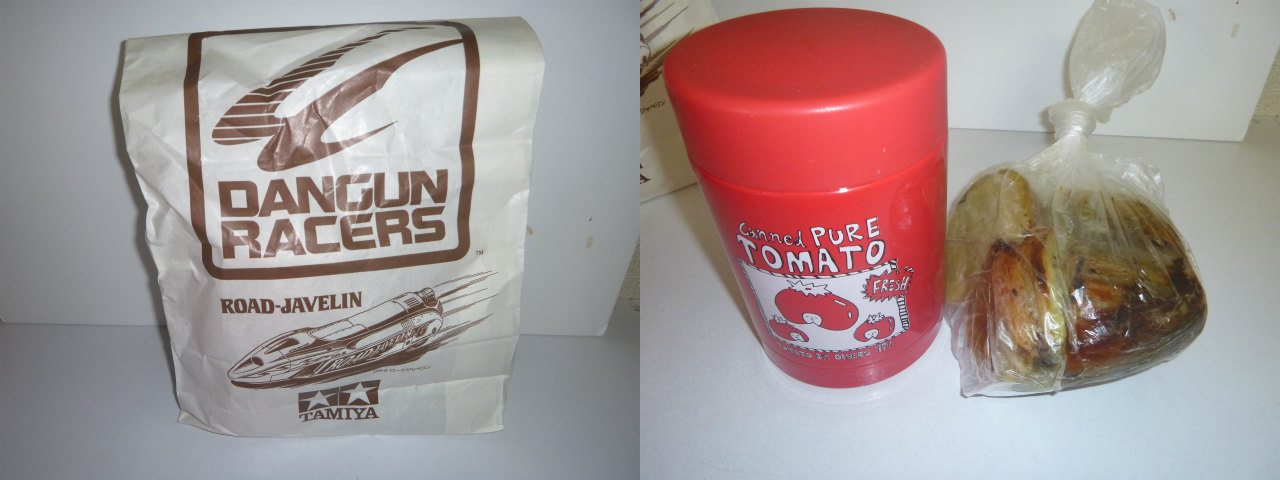 DANGUN
RACERS
TM
ROAD-JAVELIN
TAMIYA
Canned PURE
TOMATO
FRESH